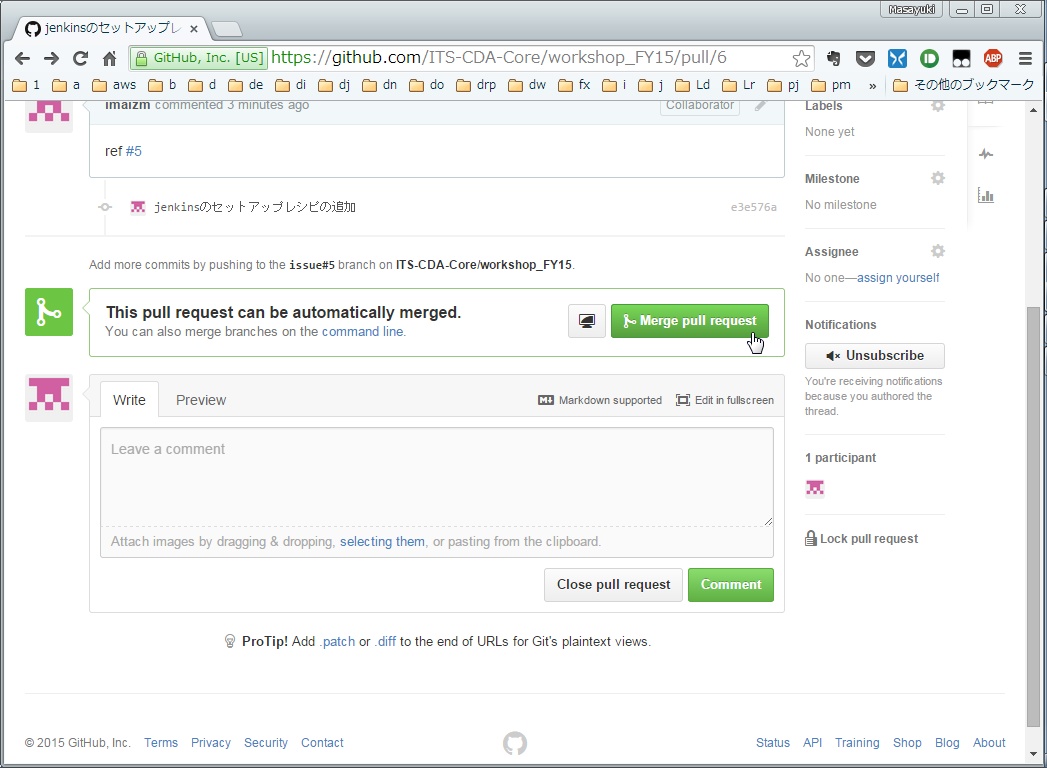 Masayuki
jenkinsのセットアップレ
GitHub, Inc. [US] https://github.com/ITS-CDA-Core/workshop_FY15/pull/6
1 a aws b d de di dj dn do drp dw fx i j Ld Lr pj pm » その他のブックマーク
imaizm commented 3 minutes ago Collaborator
ref #5
jenkinsのセットアップレシピの追加 e3e576a
Add more commits by pushing to the issue#5 branch on ITS-CDA-Core/workshop_FY15.
This pull request can be automatically merged.
You can also merge branches on the command line.
Merge pull request
Write Preview Markdown supported Edit in fullscreen
Leave a comment
Attach images by dragging & dropping, selecting them, or pasting from the clipboard.
Close pull request Comment
ProTip! Add .patch or .diff to the end of URLs for Git's plaintext views.
Labels
None yet
Milestone
No milestone
Assignee
No one—assign yourself
Notifications
Unsubscribe
You're receiving notifications
because you authored the
thread.
1 participant
Lock pull request
© 2015 GitHub, Inc. Terms Privacy Security Contact
Status API Training Shop Blog About